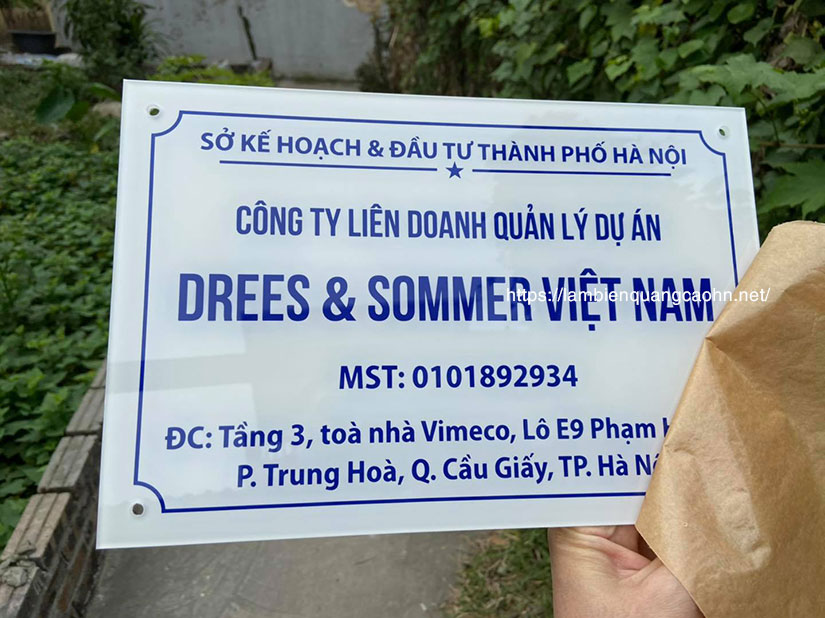 SỞ KẾ HOẠCH & ĐẦU TƯ THÀNH PHỐ HÀ NỘI
CÔNG TY LIÊN DOANH QUẢN LÝ DỰ ÁN
DREES & SOMMER VIỆT NAM
https://lambienquangcaohn.net/
MST: 0101892934
ĐC: Tầng 3, toà nhà Vimeco, Lô E9 Phạm
P. Trung Hoà, Q. Cầu Giấy, TP. Hà